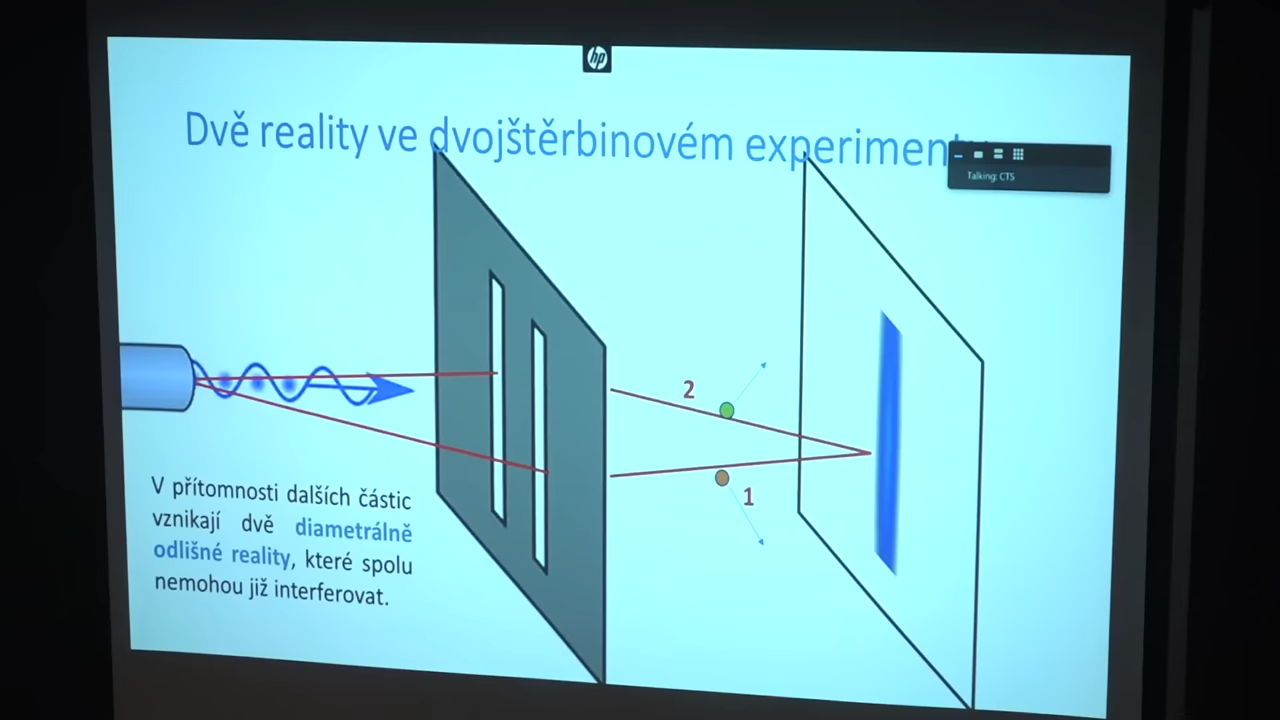 hp
Dvě reality ve dvojštěrbinovém experimentu
Talking: CTS
2
1
V přítomnosti dalších částic
vznikají dvě diametrálně
odlišné reality, které spolu
nemohou již interferovat.